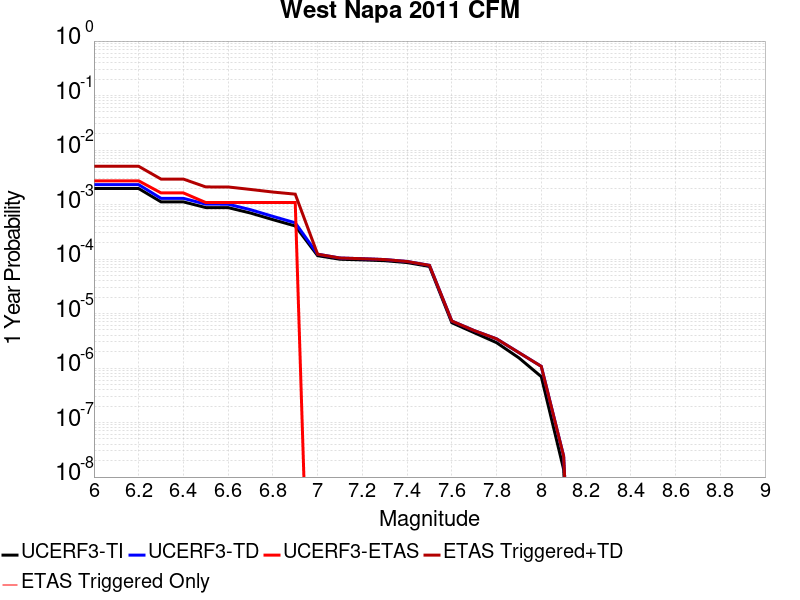 West Napa 2011 CFM
10^0
10^-1
10^-2
10^-3
10^-4
10^-5
10^-6
10^-7
10^-8
1 Year Probability
6 6.2 6.4 6.6 6.8 7 7.2 7.4 7.6 7.8 8 8.2 8.4 8.6 8.8 9
Magnitude
UCERF3-TI UCERF3-TD UCERF3-ETAS ETAS Triggered+TD
ETAS Triggered Only